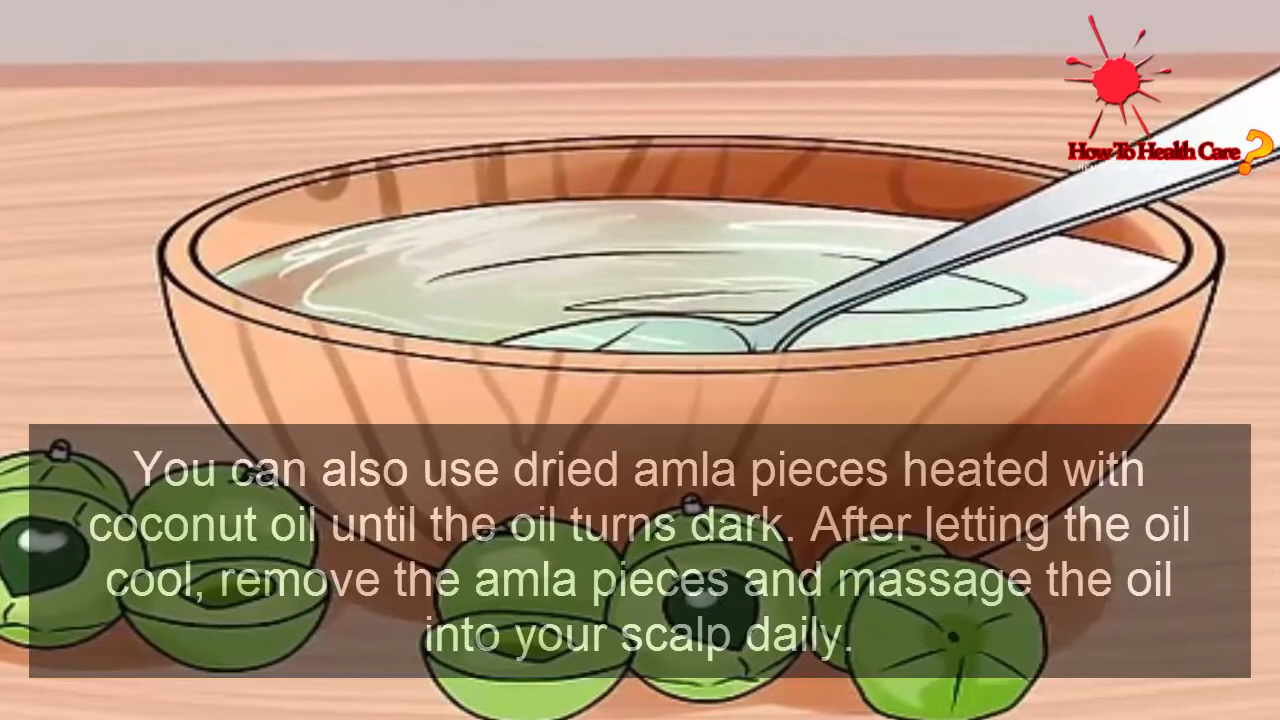 How To Health Care ?
You can also use dried amla pieces heated with
coconut oil until the oil turns dark. After letting the oil
cool, remove the amla pieces and massage the oil
into your scalp daily.